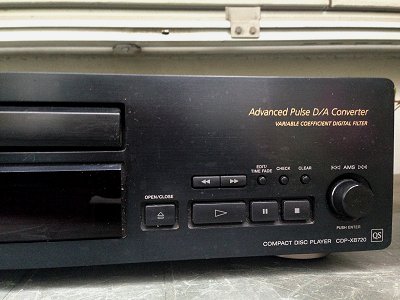 Advanced Pulse D/A Converter
VARIABLE COEFFICIENT DIGITAL FILTER
EDIT/
TIME FADE
CHECK
CLEAR
AMS
OPEN/CLOSE
PUSH ENTER
COMPACT DISC PLAYER CDP-XB720
QS